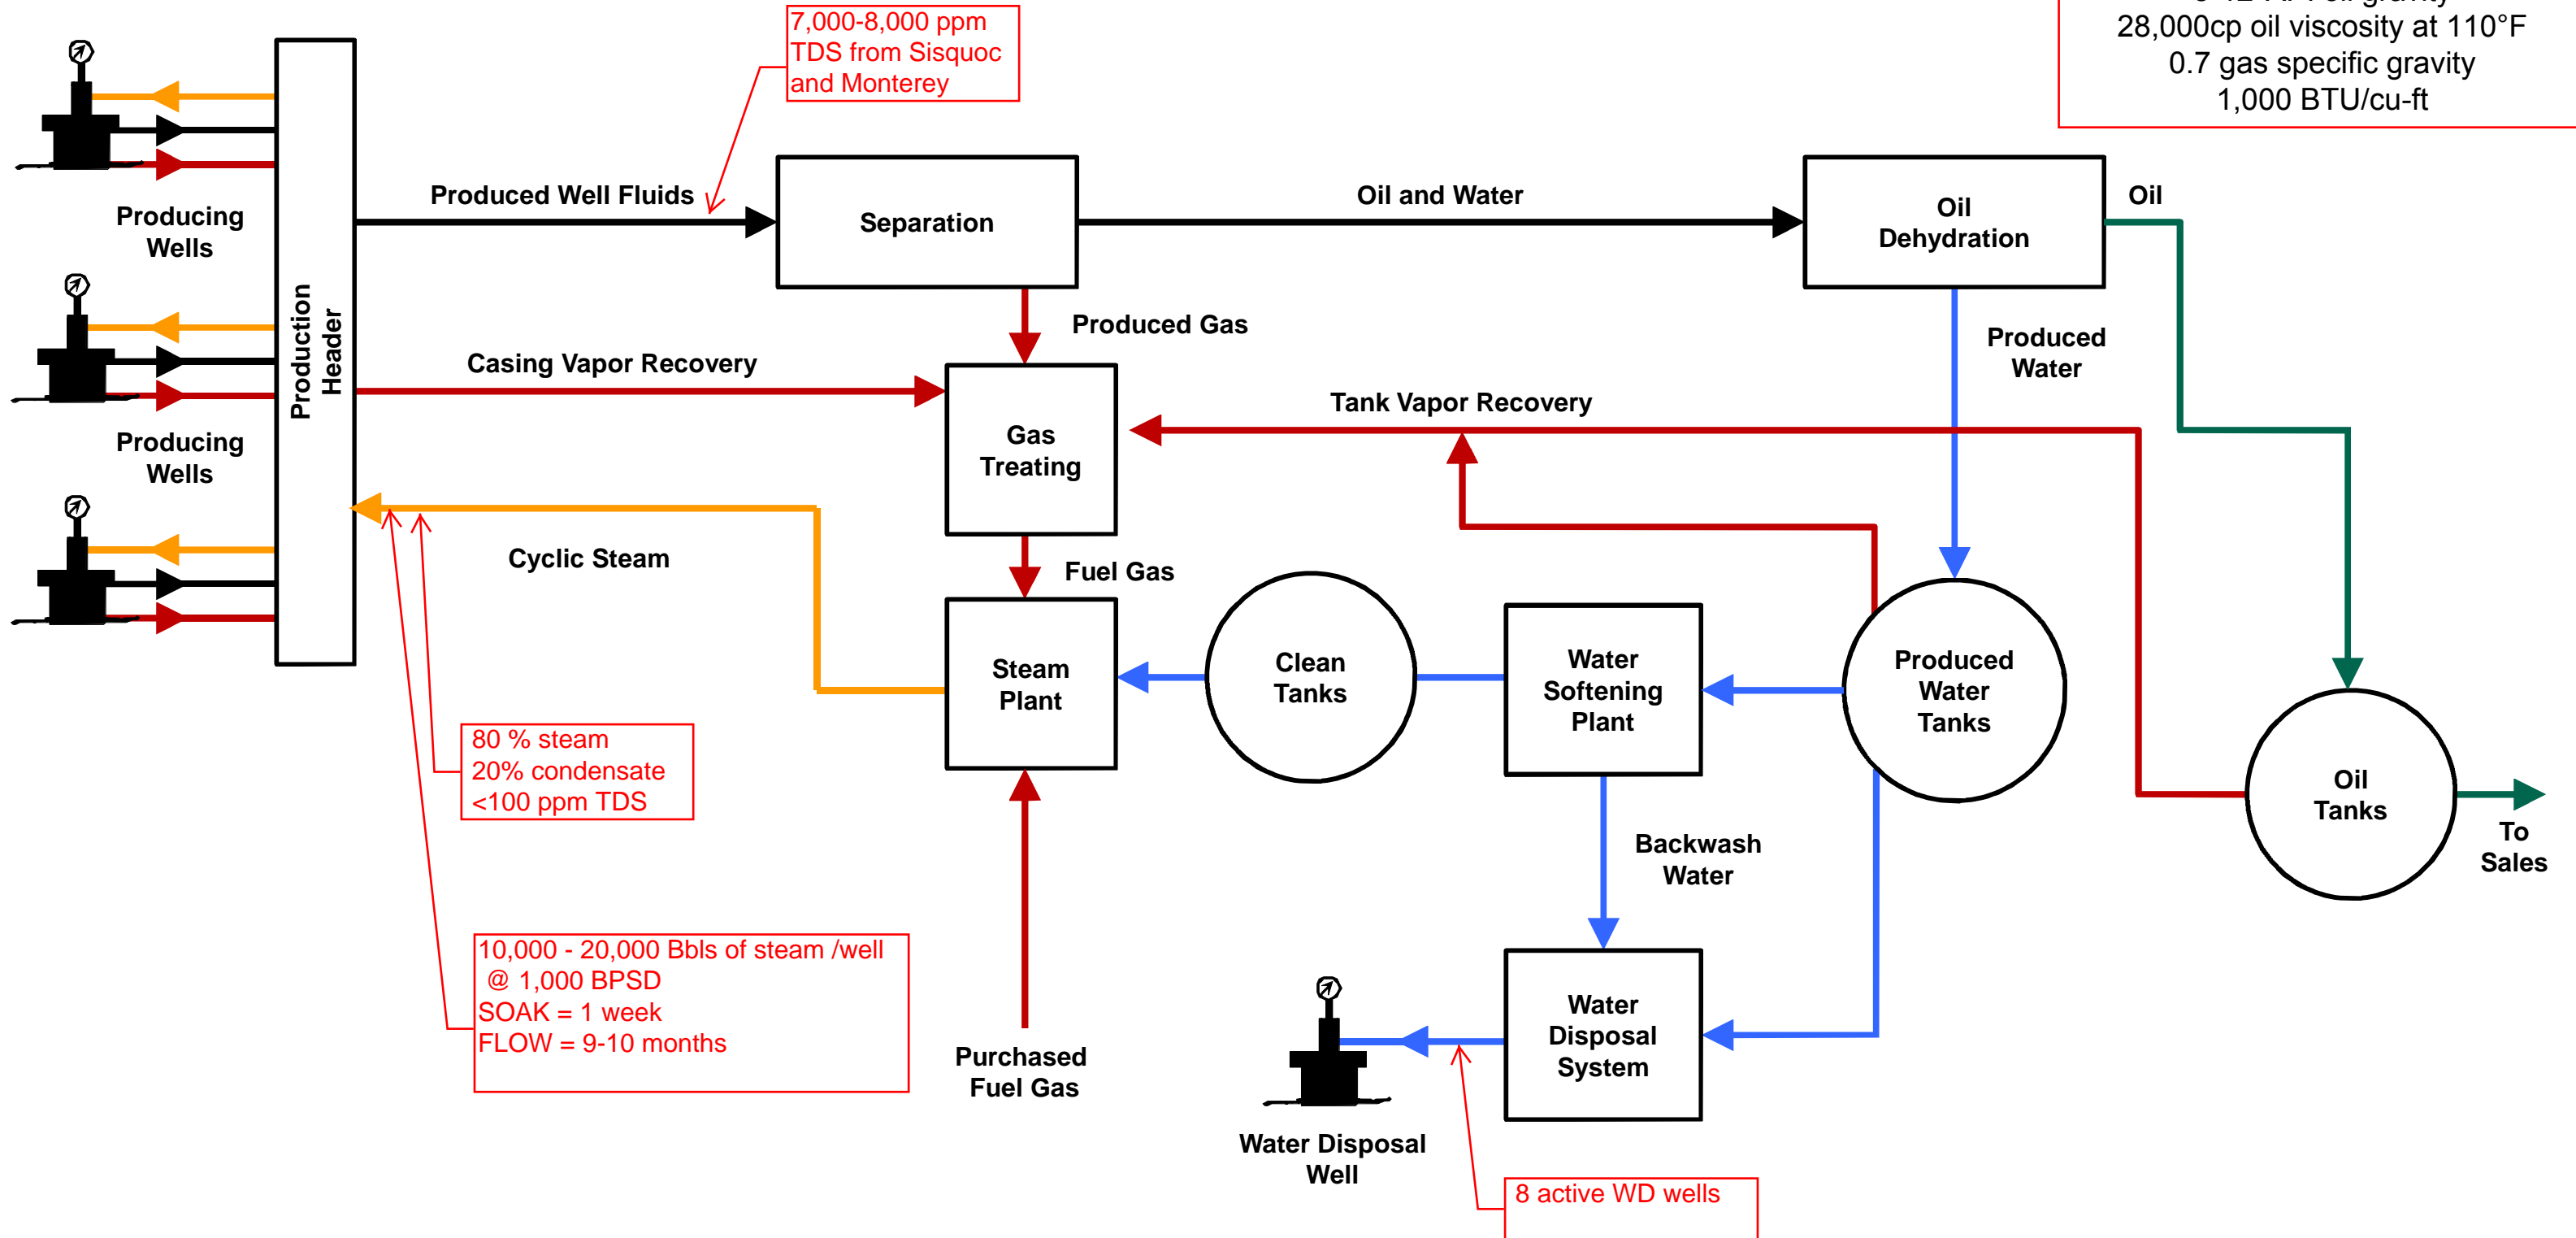 7,000-8,000 ppm
TDS from Sisquoc
and Monterey
28,000cp oil viscosity at 110°F
0.7 gas specific gravity
1,000 BTU/cu-ft
Producing
Wells
Producing
Wells
Production
Header
Produced Well Fluids
Separation
Oil and Water
Oil
Dehydration
Oil
Produced Gas
Produced
Water
Casing Vapor Recovery
Tank Vapor Recovery
Gas
Treating
Cyclic Steam
Fuel Gas
Steam
Plant
Clean
Tanks
Water
Softening
Plant
Produced
Water
Tanks
Oil
Tanks
To
Sales
80 % steam
20% condensate
<100 ppm TDS
Backwash
Water
10,000 - 20,000 Bbls of steam /well
@ 1,000 BPSD
SOAK = 1 week
FLOW = 9-10 months
Purchased
Fuel Gas
Water
Disposal
System
Water Disposal
Well
8 active WD wells